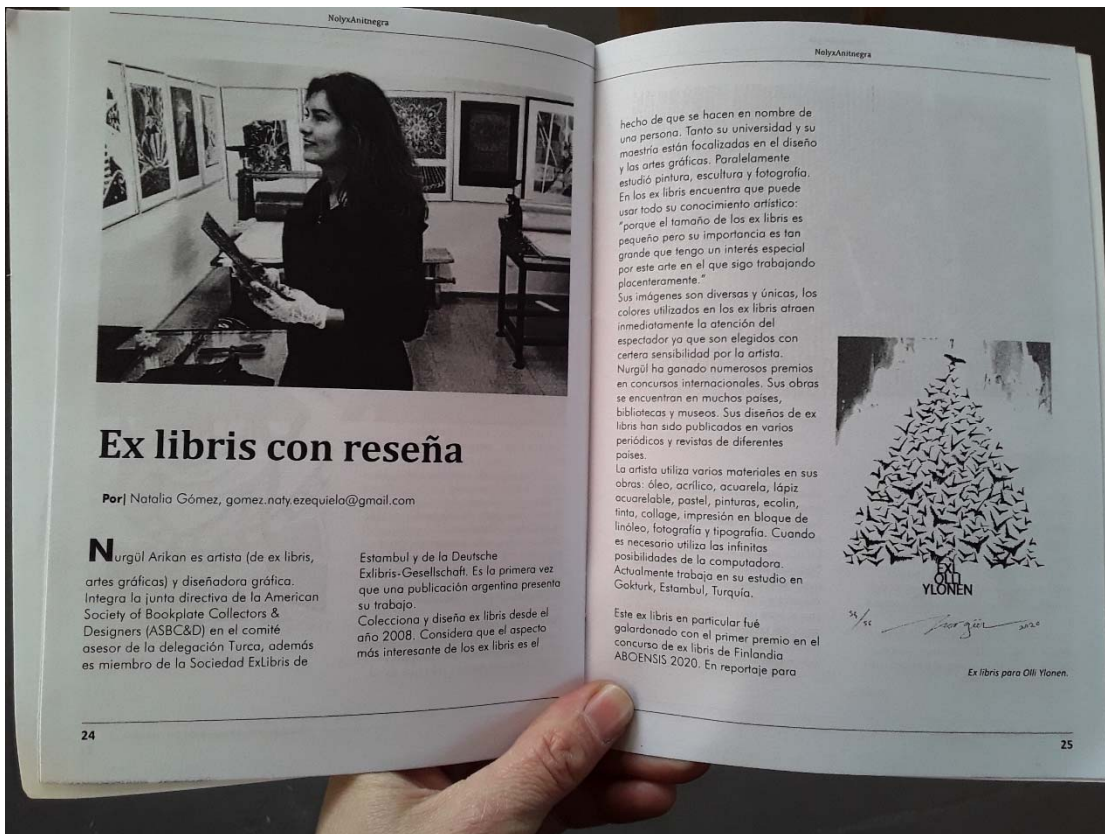 NolyxAnitnegra
Ex libris con reseña
Por| Natalia Gómez, gomez.naty.ezequielo@gmail.com
Nurgül Arikan es artista (de ex libris,
artes gráficas) y diseñadora gráfica.
Integra la junta directiva de la American
Society of Bookplate Collectors &
Designers (ASBC&D) en el comité
asesor de la delegación Turca, además
es miembro de la Sociedad ExLibris de
Estambul y de la Deutsche
Exlibris-Gesellschaft. Es la primera vez
que una publicación argentina presenta
su trabajo.
Colecciona y diseña ex libris desde el
año 2008. Considera que el aspecto
más interesante de los ex libris es el
24
NolyxAnitnegra
hecho de que se hacen en nombre de
una persona. Tanto su universidad y su
maestría están focalizadas en el diseño
y las artes gráficas. Paralelamente
estudió pintura, escultura y fotografía.
En los ex libris encuentra que puede
usar todo su conocimiento artístico:
"porque el tamaño de los ex libris es
pequeño pero su importancia es tan
grande que tengo un interés especial
por este arte en el que sigo trabajando
placenteramente."
Sus imágenes son diversas y únicas, los
colores utilizados en los ex libris atraen
inmediatamente la atención del
espectador ya que son elegidos con
certera sensibilidad por la artista.
Nurgül ha ganado numerosos premios
en concursos internacionales. Sus obras
se encuentran en muchos países,
bibliotecas y museos. Sus diseños de ex
libris han sido publicados en varios
periódicos y revistas de diferentes
países.
La artista utiliza varios materiales en sus
obras: óleo, acrílico, acuarela, lápiz
acuarelable, pastel, pinturas, ecolin,
tinta, collage, impresión en bloque de
linóleo, fotografía y tipografía. Cuando
es necesario utiliza las infinitas
posibilidades de la computadora.
Actualmente trabaja en su estudio en
Gokturk, Estambul, Turquía.
Este ex libris en particular fué
galardonado con el primer premio en el
concurso de ex libris de Finlandia
ABOENSIS 2020. En reportaje para
EXL
OLLI
YLONEN
Nurgül 2020
Ex libris para Olli Ylonen.
25